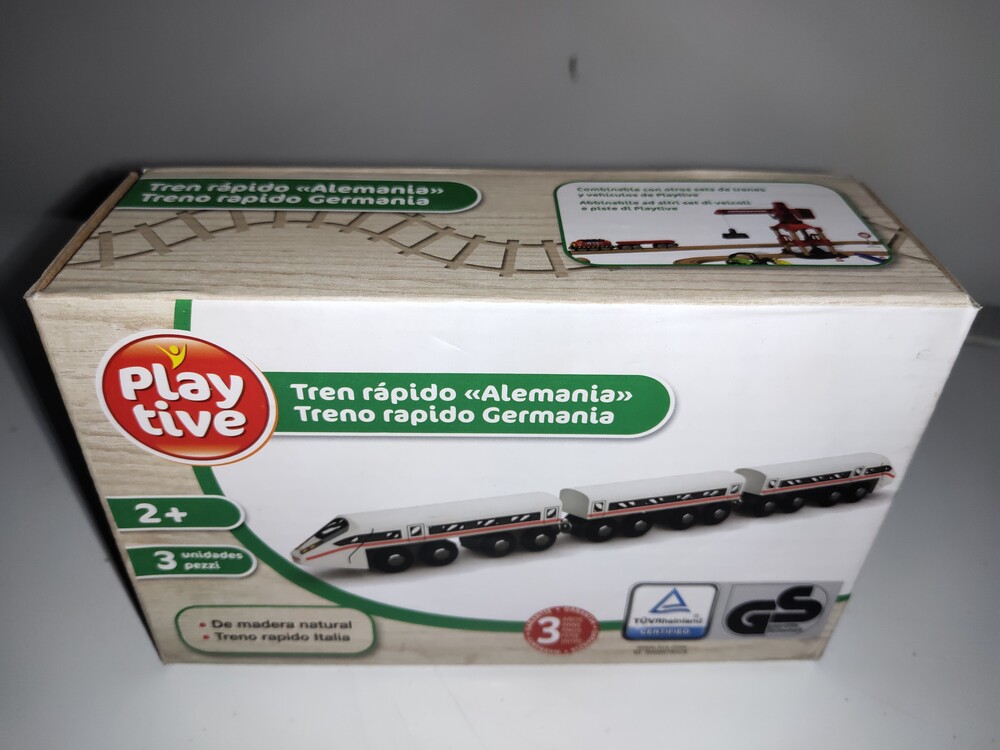 Tren rápido «Alemania»
Treno rapido Germania
Combinable con otros sets de trenes
y vehículos de Playtive
Abbinabile ad altri set di veicoli
e piste di Playtive
Play
tive
Tren rápido «Alemania»
Treno rapido Germania
2+
3 unidades
pezzi
• De madera natural
• Treno rapido Italia
3
TÜVRheinland
CERTIFIED
GS